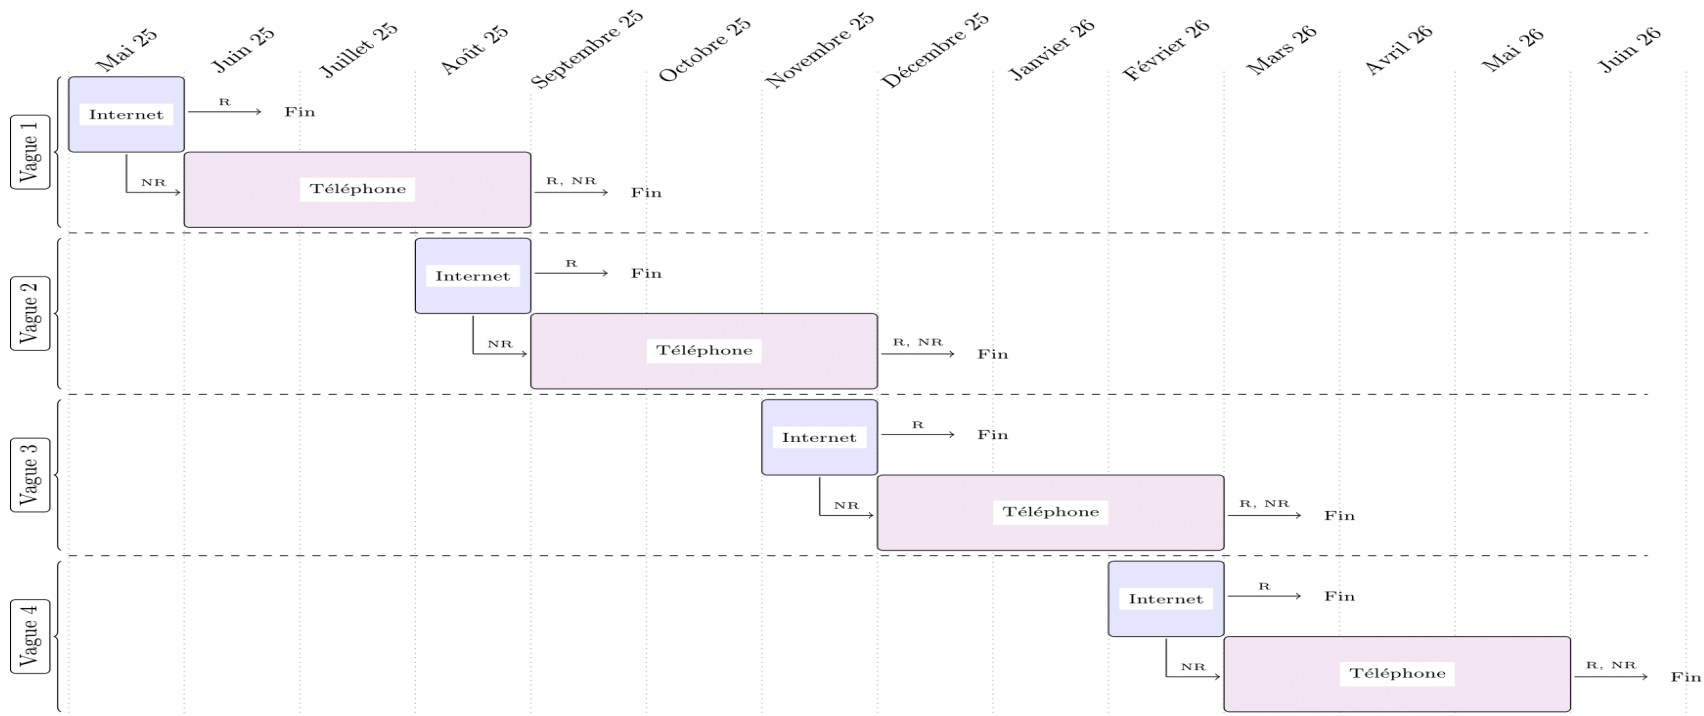 Mai 25
Juin 25
Juillet 25
Août 25
Septembre 25
Octobre 25
Novembre 25
Décembre 25
Janvier 26
Février 26
Mars 26
Avril 26
Mai 26
Juin 26
Vague 1
Internet
R
Fin
NR
Téléphone
R, NR
Fin
Vague 2
Internet
R
Fin
NR
Téléphone
R, NR
Fin
Vague 3
Internet
R
Fin
NR
Téléphone
R, NR
Fin
Vague 4
Internet
R
Fin
NR
Téléphone
R, NR
Fin